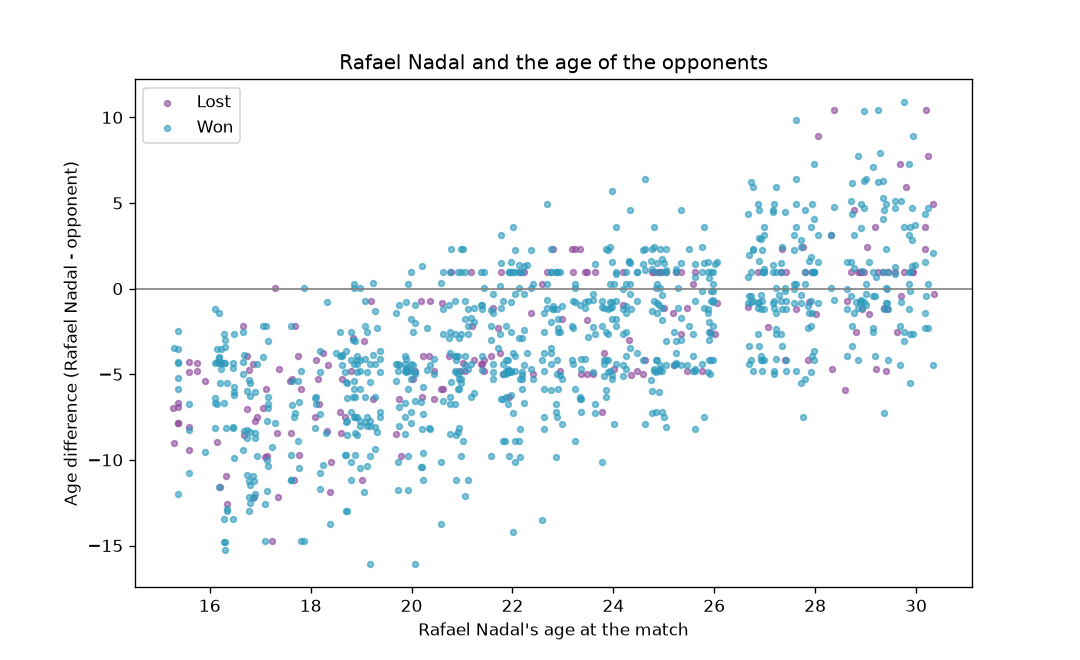 Rafael Nadal and the age of the opponents
Lost
Won
10
5
0
−5
−10
−15
Age difference (Rafael Nadal - opponent)
16 18 20 22 24 26 28 30
Rafael Nadal's age at the match